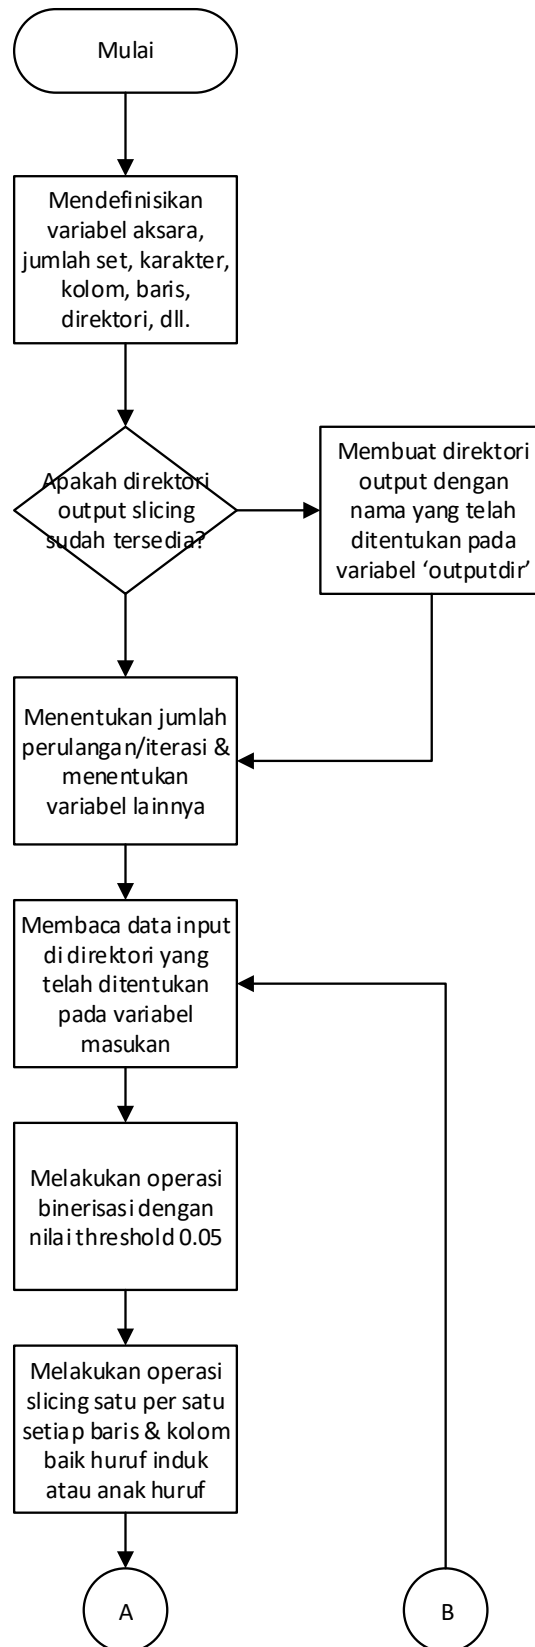 Mulai
Mendefinisikan
variabel aksara,
jumlah set, karakter,
kolom, baris,
direktori, dll.
Apakah direktori
output slicing
sudah tersedia?
Membuat direktori
output dengan
nama yang telah
ditentukan pada
variabel ‘outputdir’
Menentukan jumlah
perulangan/iterasi &
menentukan
variabel lainnya
Membaca data input
di direktori yang
telah ditentukan
pada variabel
masukan
Melakukan operasi
binerisasi dengan
nilai threshold 0.05
Melakukan operasi
slicing satu per satu
setiap baris & kolom
baik huruf induk
atau anak huruf
A
B